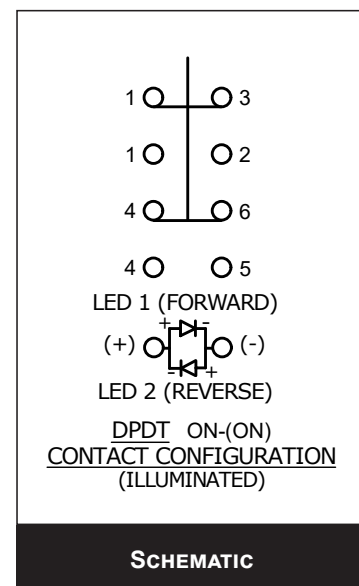 1 3
1 2
4 6
4 5
LED 1 (FORWARD)
+ -
(+) (-)
- +
LED 2 (REVERSE)
DPDT ON-(ON)
CONTACT CONFIGURATION
(ILLUMINATED)
SCHEMATIC